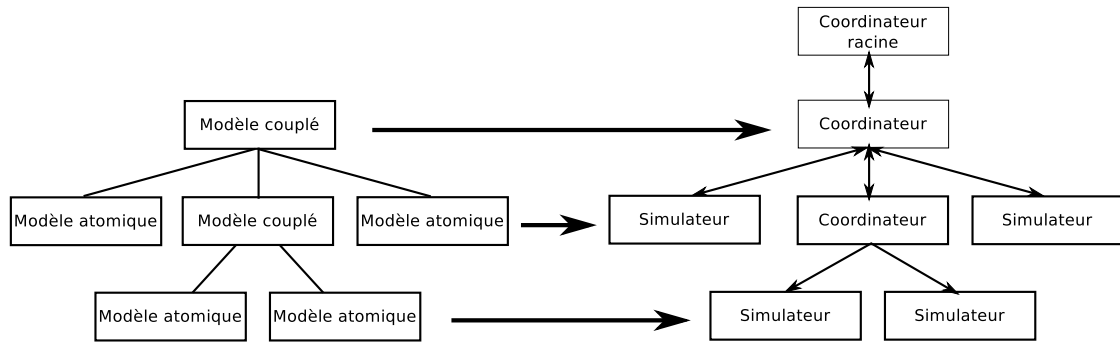 Coordinateur
racine
Modèle couplé
Coordinateur
Modèle atomique
Modèle couplé
Modèle atomique
Simulateur
Coordinateur
Simulateur
Modèle atomique
Modèle atomique
Simulateur
Simulateur